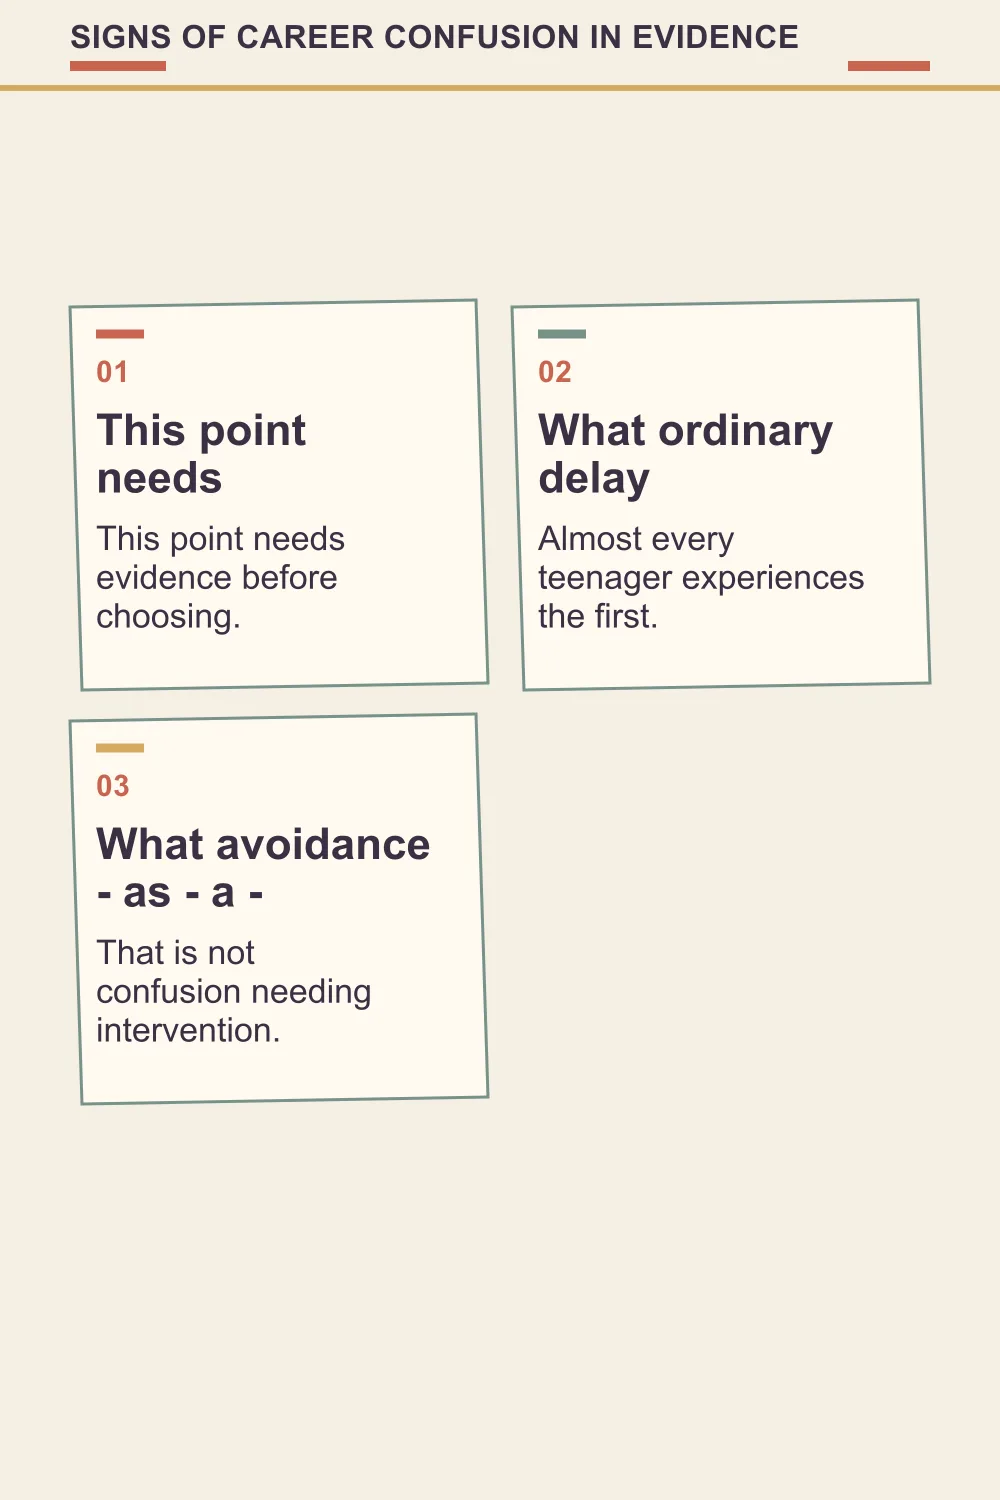 SIGNS OF CAREER CONFUSION IN EVIDENCE
01
This point
needs
This point needs
evidence before
choosing.
02
What ordinary
delay
Almost every
teenager experiences
the first.
03
What avoidance
- as - a -
That is not
confusion needing
intervention.